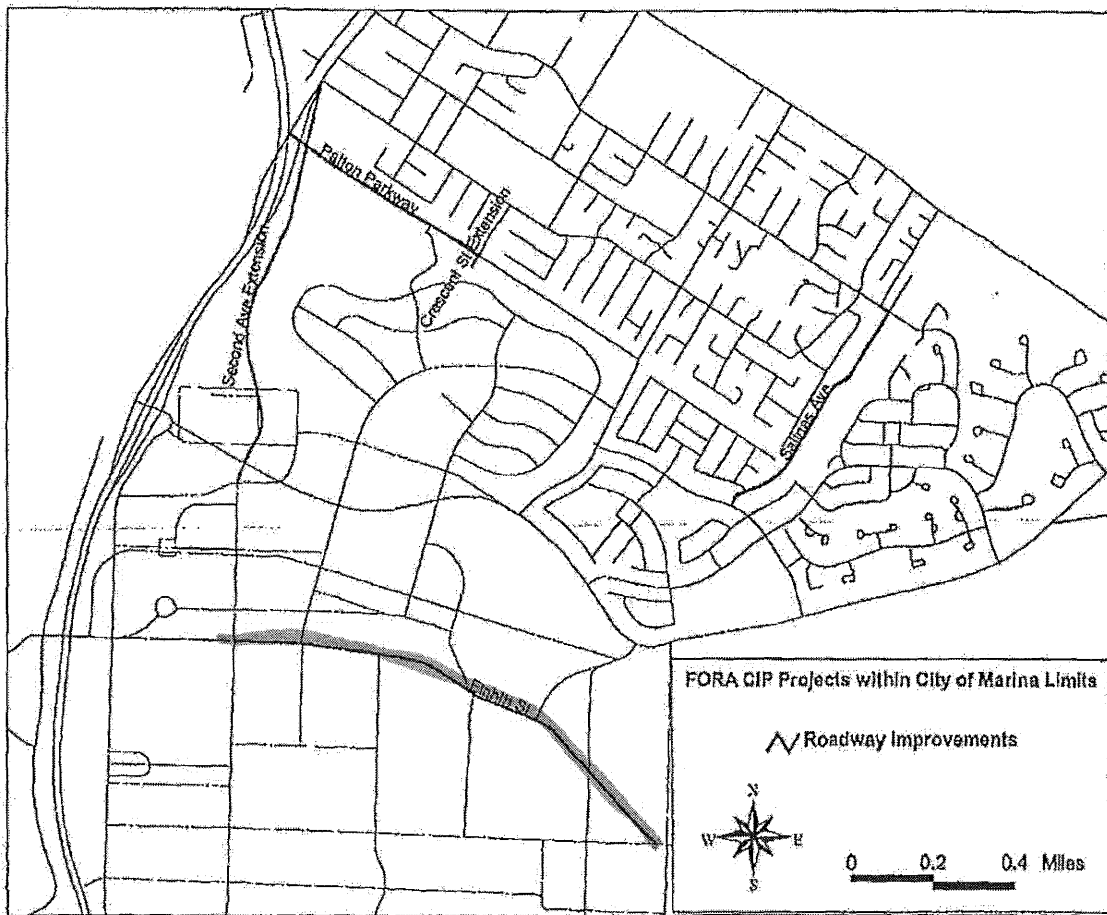 Patton Parkway
Crescent St Extension
Second Ave Extension
Salinas Ave
Eighth St
FORA CIP Projects within City of Marina Limits
Roadway Improvements
N
W E
S
0 0.2 0.4 Miles